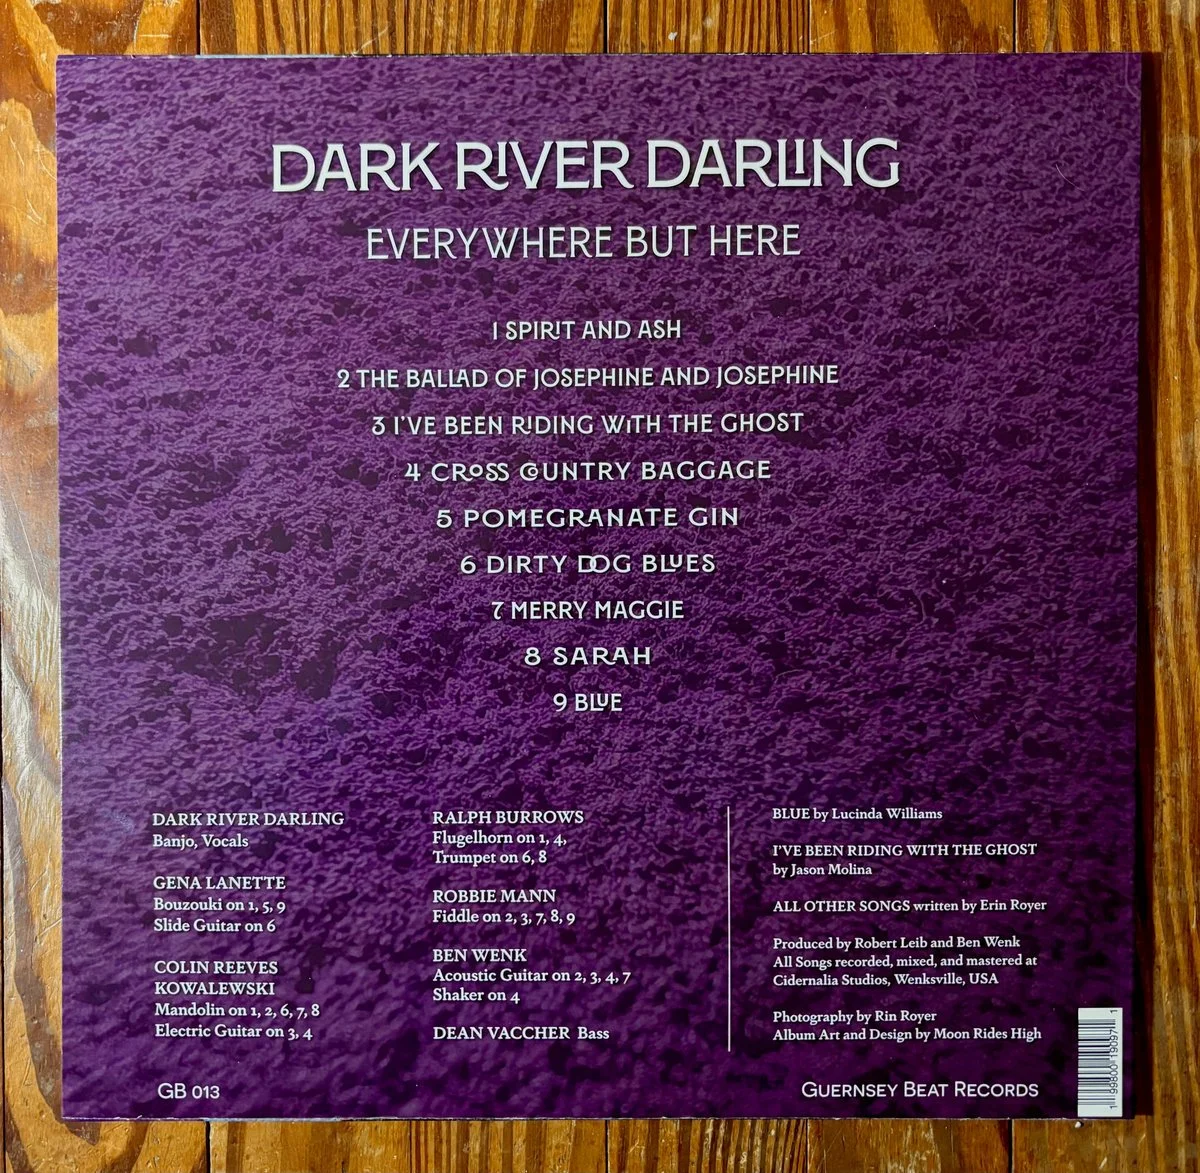 DARK RIVER DARLING
EVERYWHERE BUT HERE
1 SPIRIT AND ASH
2 THE BALLAD OF JOSEPHINE AND JOSEPHINE
3 I'VE BEEN RIDING WITH THE GHOST
4 CROSS COUNTRY BAGGAGE
5 POMEGRANATE GIN
6 DIRTY DOG BLUES
7 MERRY MAGGIE
8 SARAH
9 BLUE
DARK RIVER DARLING
Banjo, Vocals
GENA LANETTE
Bouzouki on 1, 5, 9
Slide Guitar on 6
COLIN REEVES
KOWALEWSKI
Mandolin on 1, 2, 6, 7, 8
Electric Guitar on 3, 4
RALPH BURROWS
Flugelhorn on 1, 4,
Trumpet on 6, 8
ROBBIE MANN
Fiddle on 2, 3, 7, 8, 9
BEN WENK
Acoustic Guitar on 2, 3, 4, 7
Shaker on 4
DEAN VACCHER Bass
BLUE by Lucinda Williams
I'VE BEEN RIDING WITH THE GHOST
by Jason Molina
ALL OTHER SONGS written by Erin Royer
Produced by Robert Leib and Ben Wenk
All Songs recorded, mixed, and mastered at
Cidernalia Studios, Wenksville, USA
Photography by Rin Royer
Album Art and Design by Moon Rides High
GB 013
GUERNSEY BEAT RECORDS
1 99800 19097 1